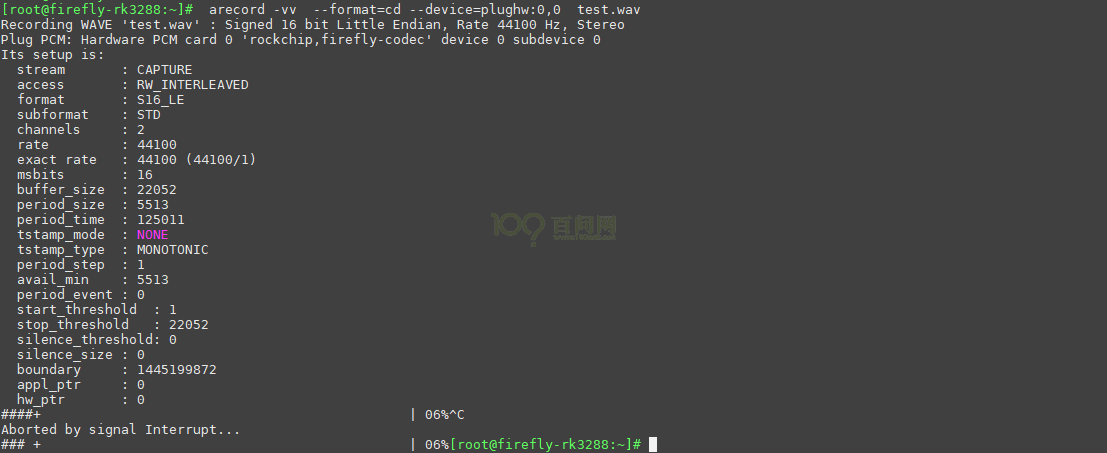 [root@firefly-rk3288:~]#  arecord -vv  --format=cd --device=plughw:0,0  test.wav
Recording WAVE 'test.wav' : Signed 16 bit Little Endian, Rate 44100 Hz, Stereo
Plug PCM: Hardware PCM card 0 'rockchip,firefly-codec' device 0 subdevice 0
Its setup is:
  stream       : CAPTURE
  access       : RW_INTERLEAVED
  format       : S16_LE
  subformat    : STD
  channels     : 2
  rate         : 44100
  exact rate   : 44100 (44100/1)
  msbits       : 16
  buffer_size  : 22052
  period_size  : 5513
  period_time  : 125011
  tstamp_mode  : NONE
  tstamp_type  : MONOTONIC
  period_step  : 1
  avail_min    : 5513
  period_event : 0
  start_threshold  : 1
  stop_threshold   : 22052
  silence_threshold: 0
  silence_size : 0
  boundary     : 1445199872
  appl_ptr     : 0
  hw_ptr       : 0
####+                                              | 06%^C
Aborted by signal Interrupt...
### +                                              | 06%[root@firefly-rk3288:~]#
百问网